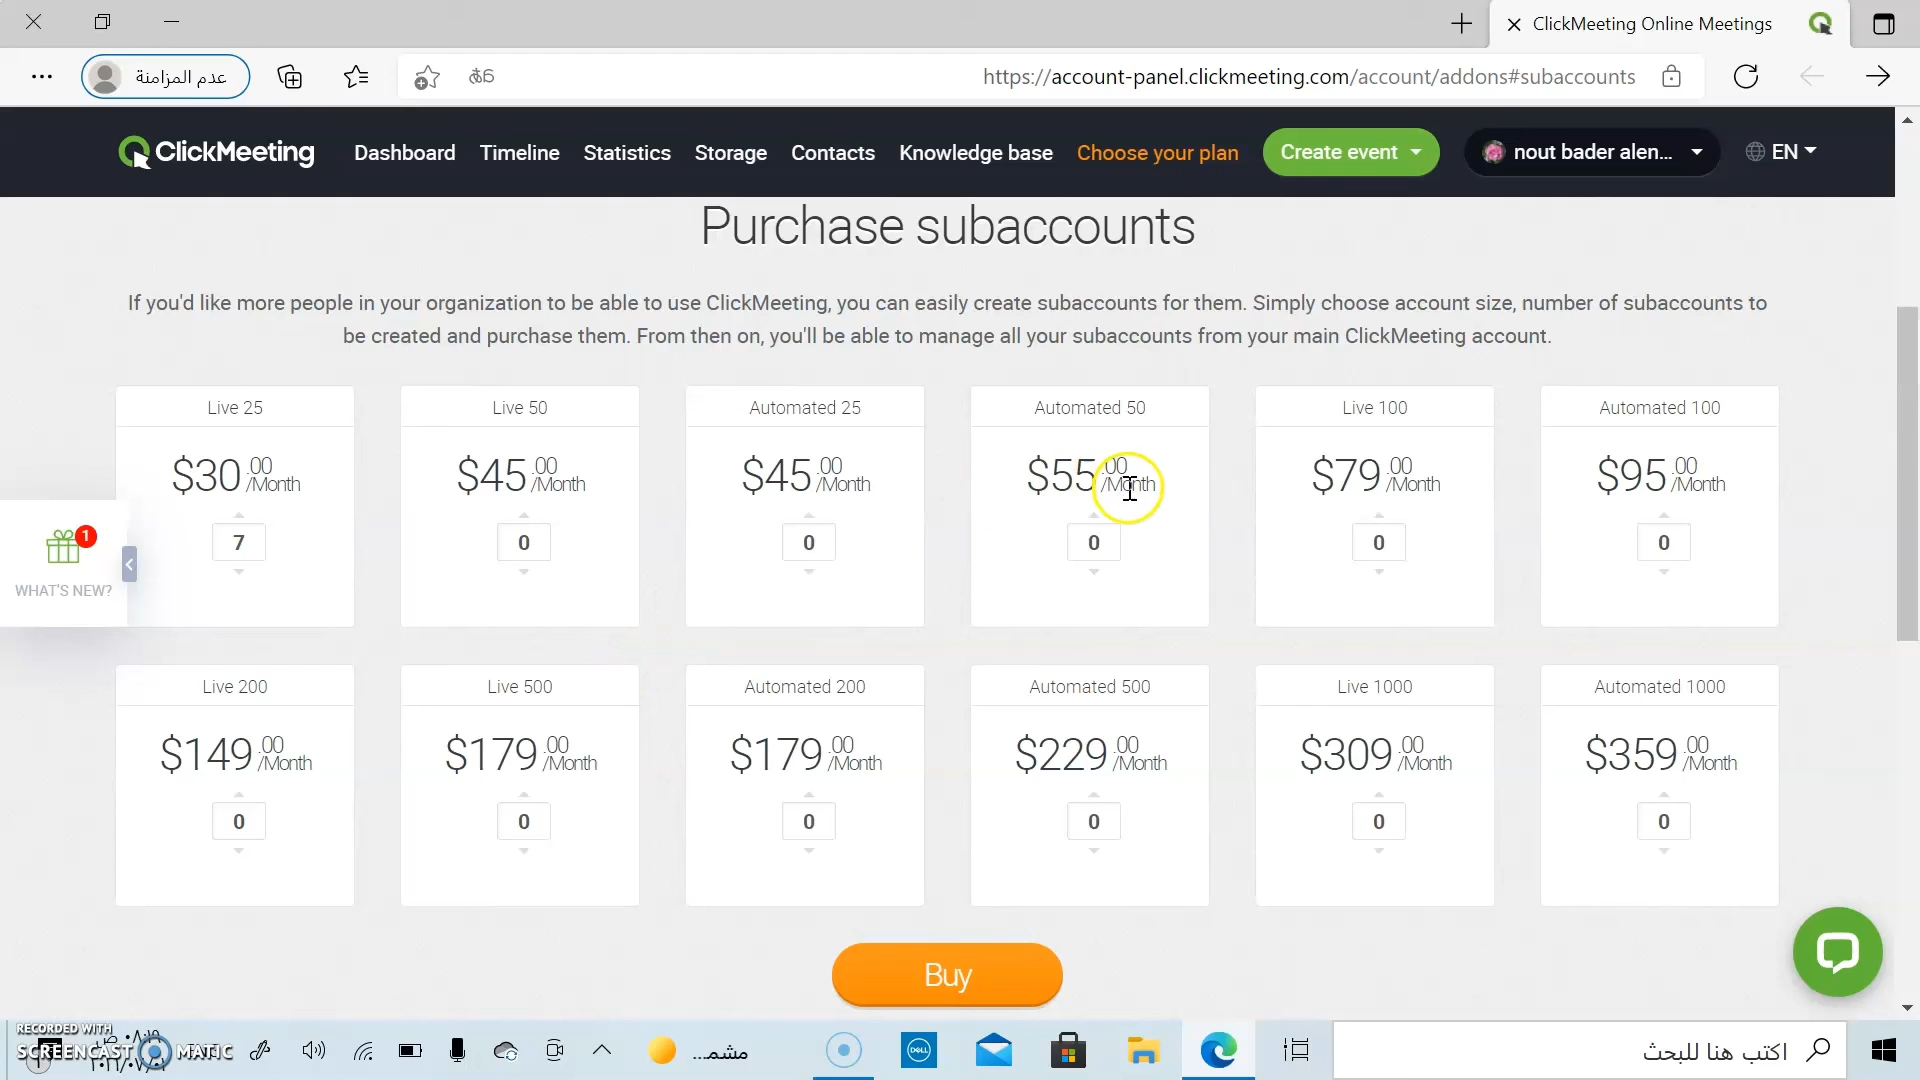 ClickMeeting Online Meetings
عدم المزامنة
https://account-panel.clickmeeting.com/account/addons#subaccounts
ClickMeeting Dashboard Timeline Statistics Storage Contacts Knowledge base Choose your plan Create event nout bader alen... EN
Purchase subaccounts
If you'd like more people in your organization to be able to use ClickMeeting, you can easily create subaccounts for them. Simply choose account size, number of subaccounts to
be created and purchase them. From then on, you'll be able to manage all your subaccounts from your main ClickMeeting account.
Live 25 Live 50 Automated 25 Automated 50 Live 100 Automated 100
$30.00/Month $45.00/Month $45.00/Month $55.00/Month $79.00/Month $95.00/Month
7 0 0 0 0 0
1
WHAT'S NEW?
Live 200 Live 500 Automated 200 Automated 500 Live 1000 Automated 1000
$149.00/Month $179.00/Month $179.00/Month $229.00/Month $309.00/Month $359.00/Month
0 0 0 0 0 0
Buy
RECORDED WITH
SCREENCAST MATIC
مشمـ...
DELL
اكتب هنا للبحث